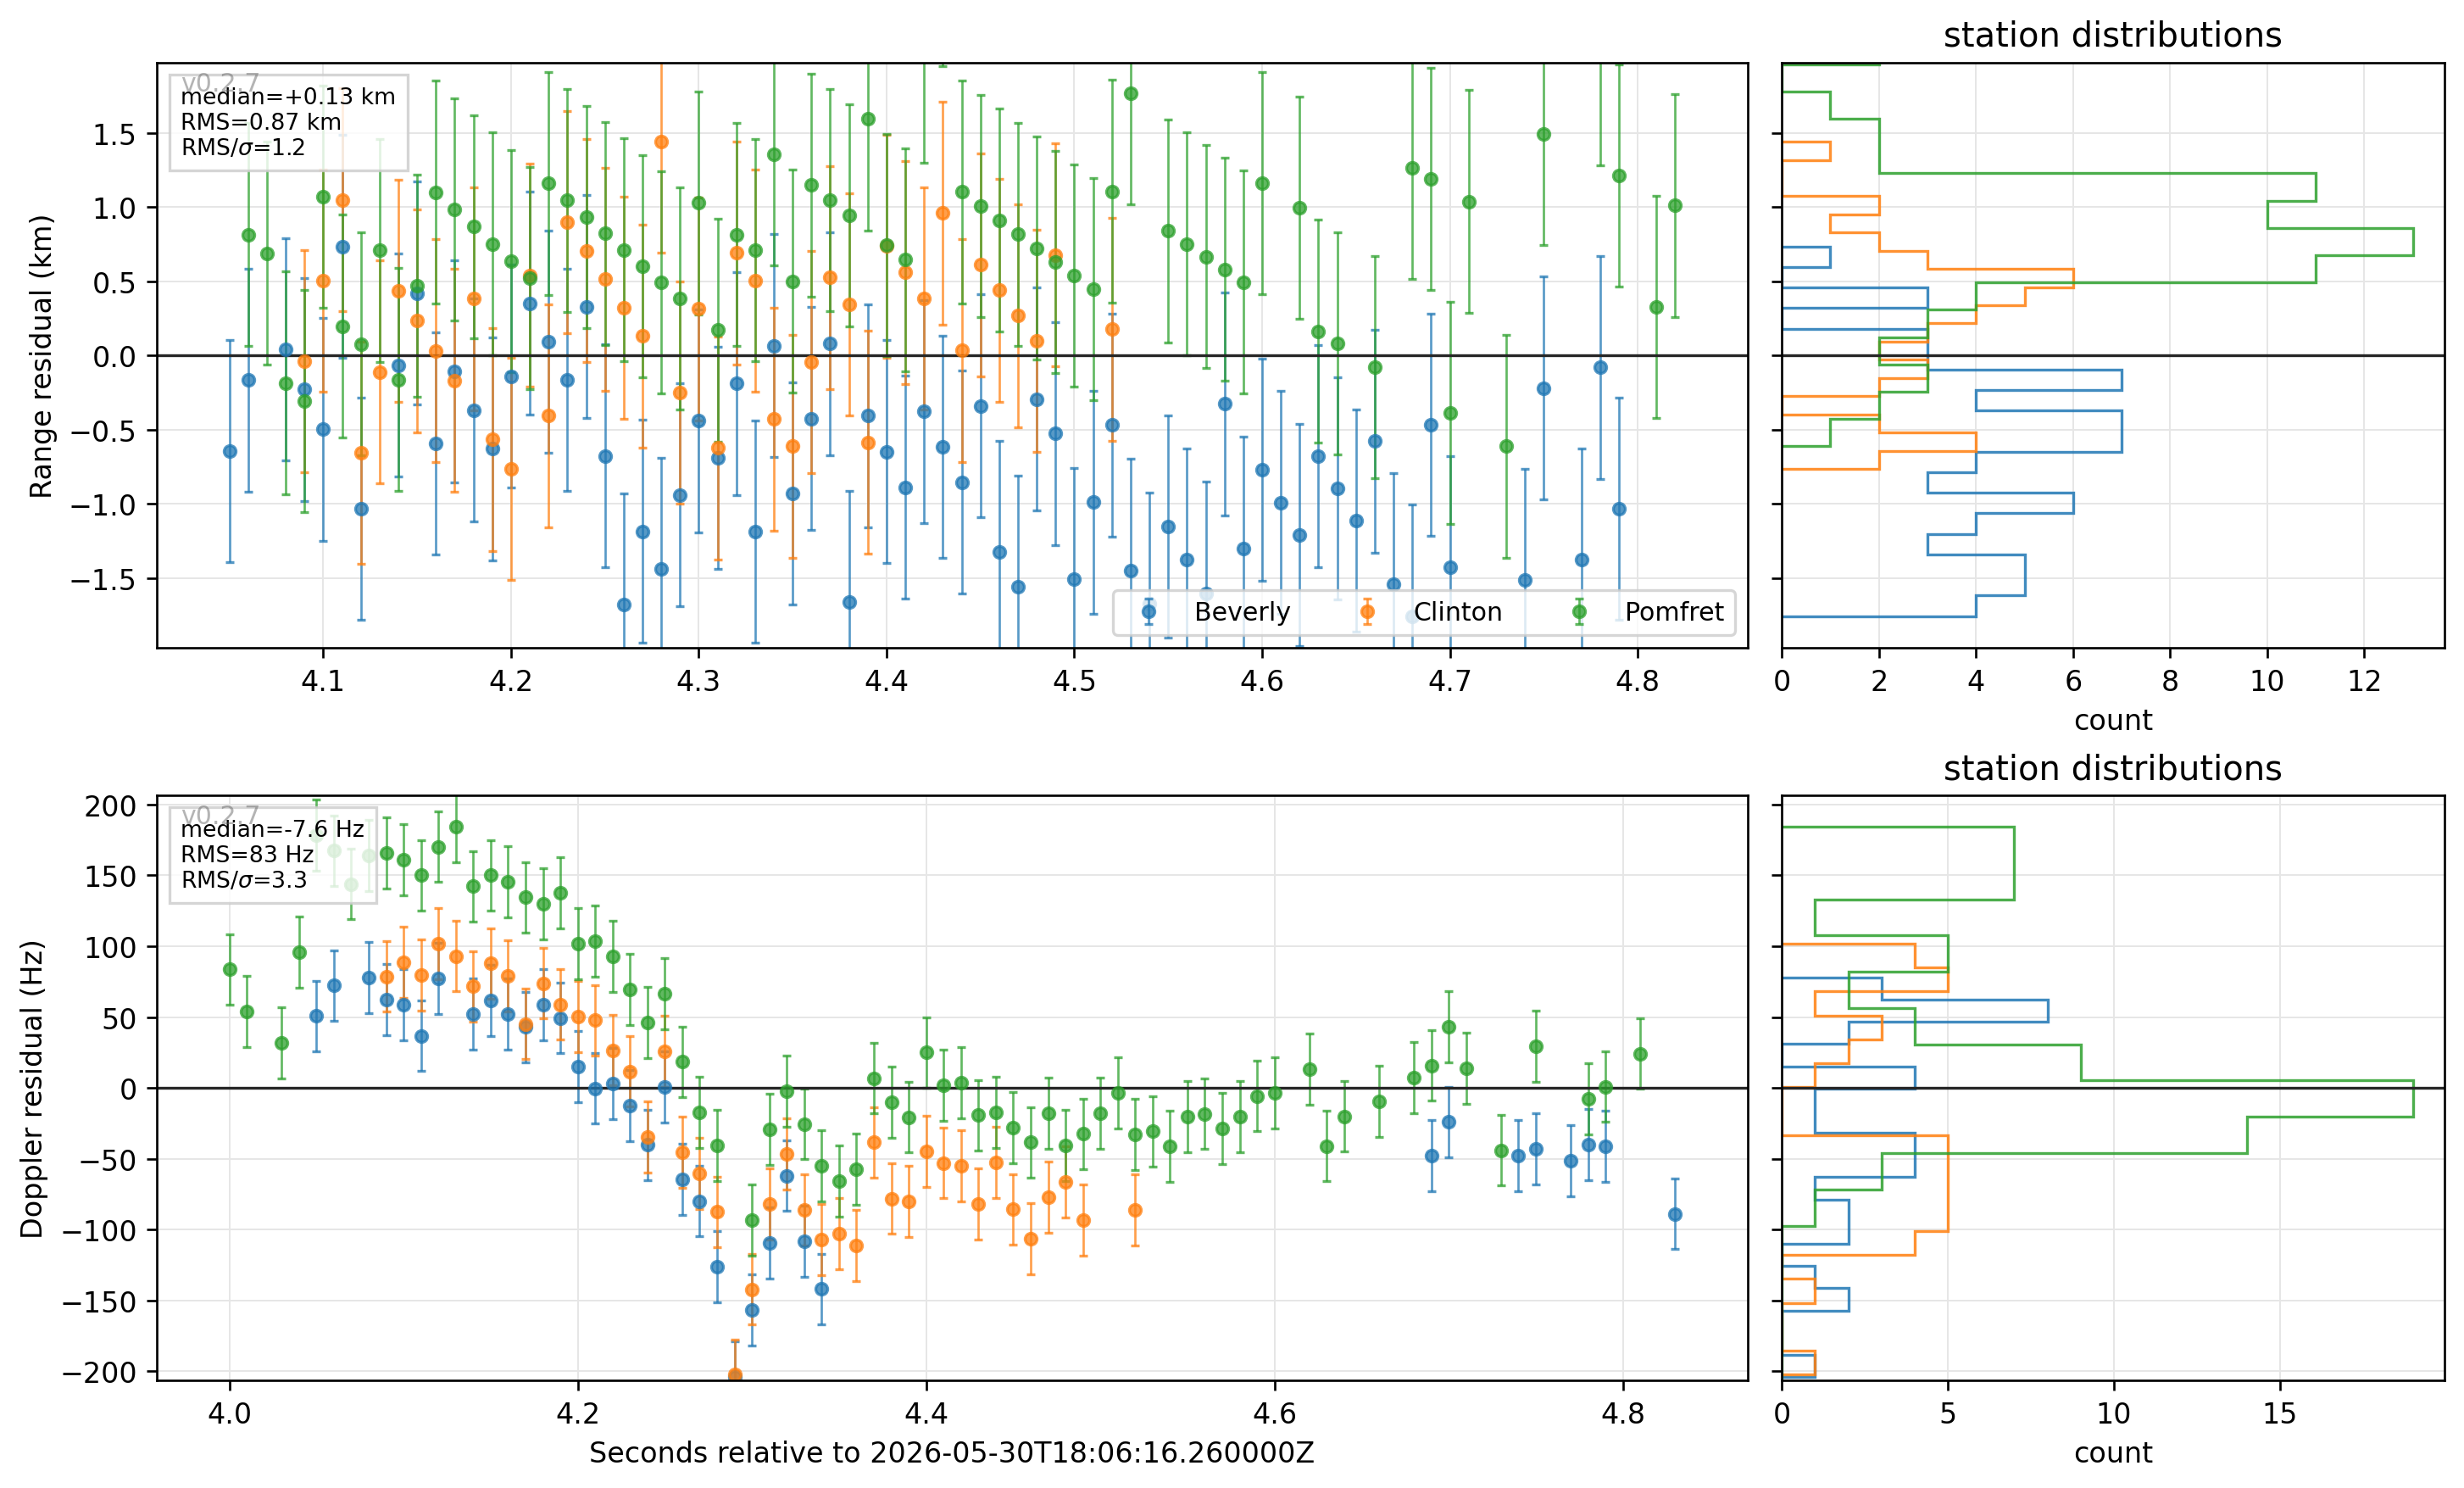 station distributions
v0.2.7
median=+0.13 km
RMS=0.87 km
RMS/σ=1.2
Range residual (km)
1.5
1.0
0.5
0.0
−0.5
−1.0
−1.5
Beverly Clinton Pomfret
4.1 4.2 4.3 4.4 4.5 4.6 4.7 4.8
0 2 4 6 8 10 12
count
station distributions
v0.2.7
median=-7.6 Hz
RMS=83 Hz
RMS/σ=3.3
Doppler residual (Hz)
200
150
100
50
0
−50
−100
−150
−200
4.0 4.2 4.4 4.6 4.8
0 5 10 15
Seconds relative to 2026-05-30T18:06:16.260000Z
count